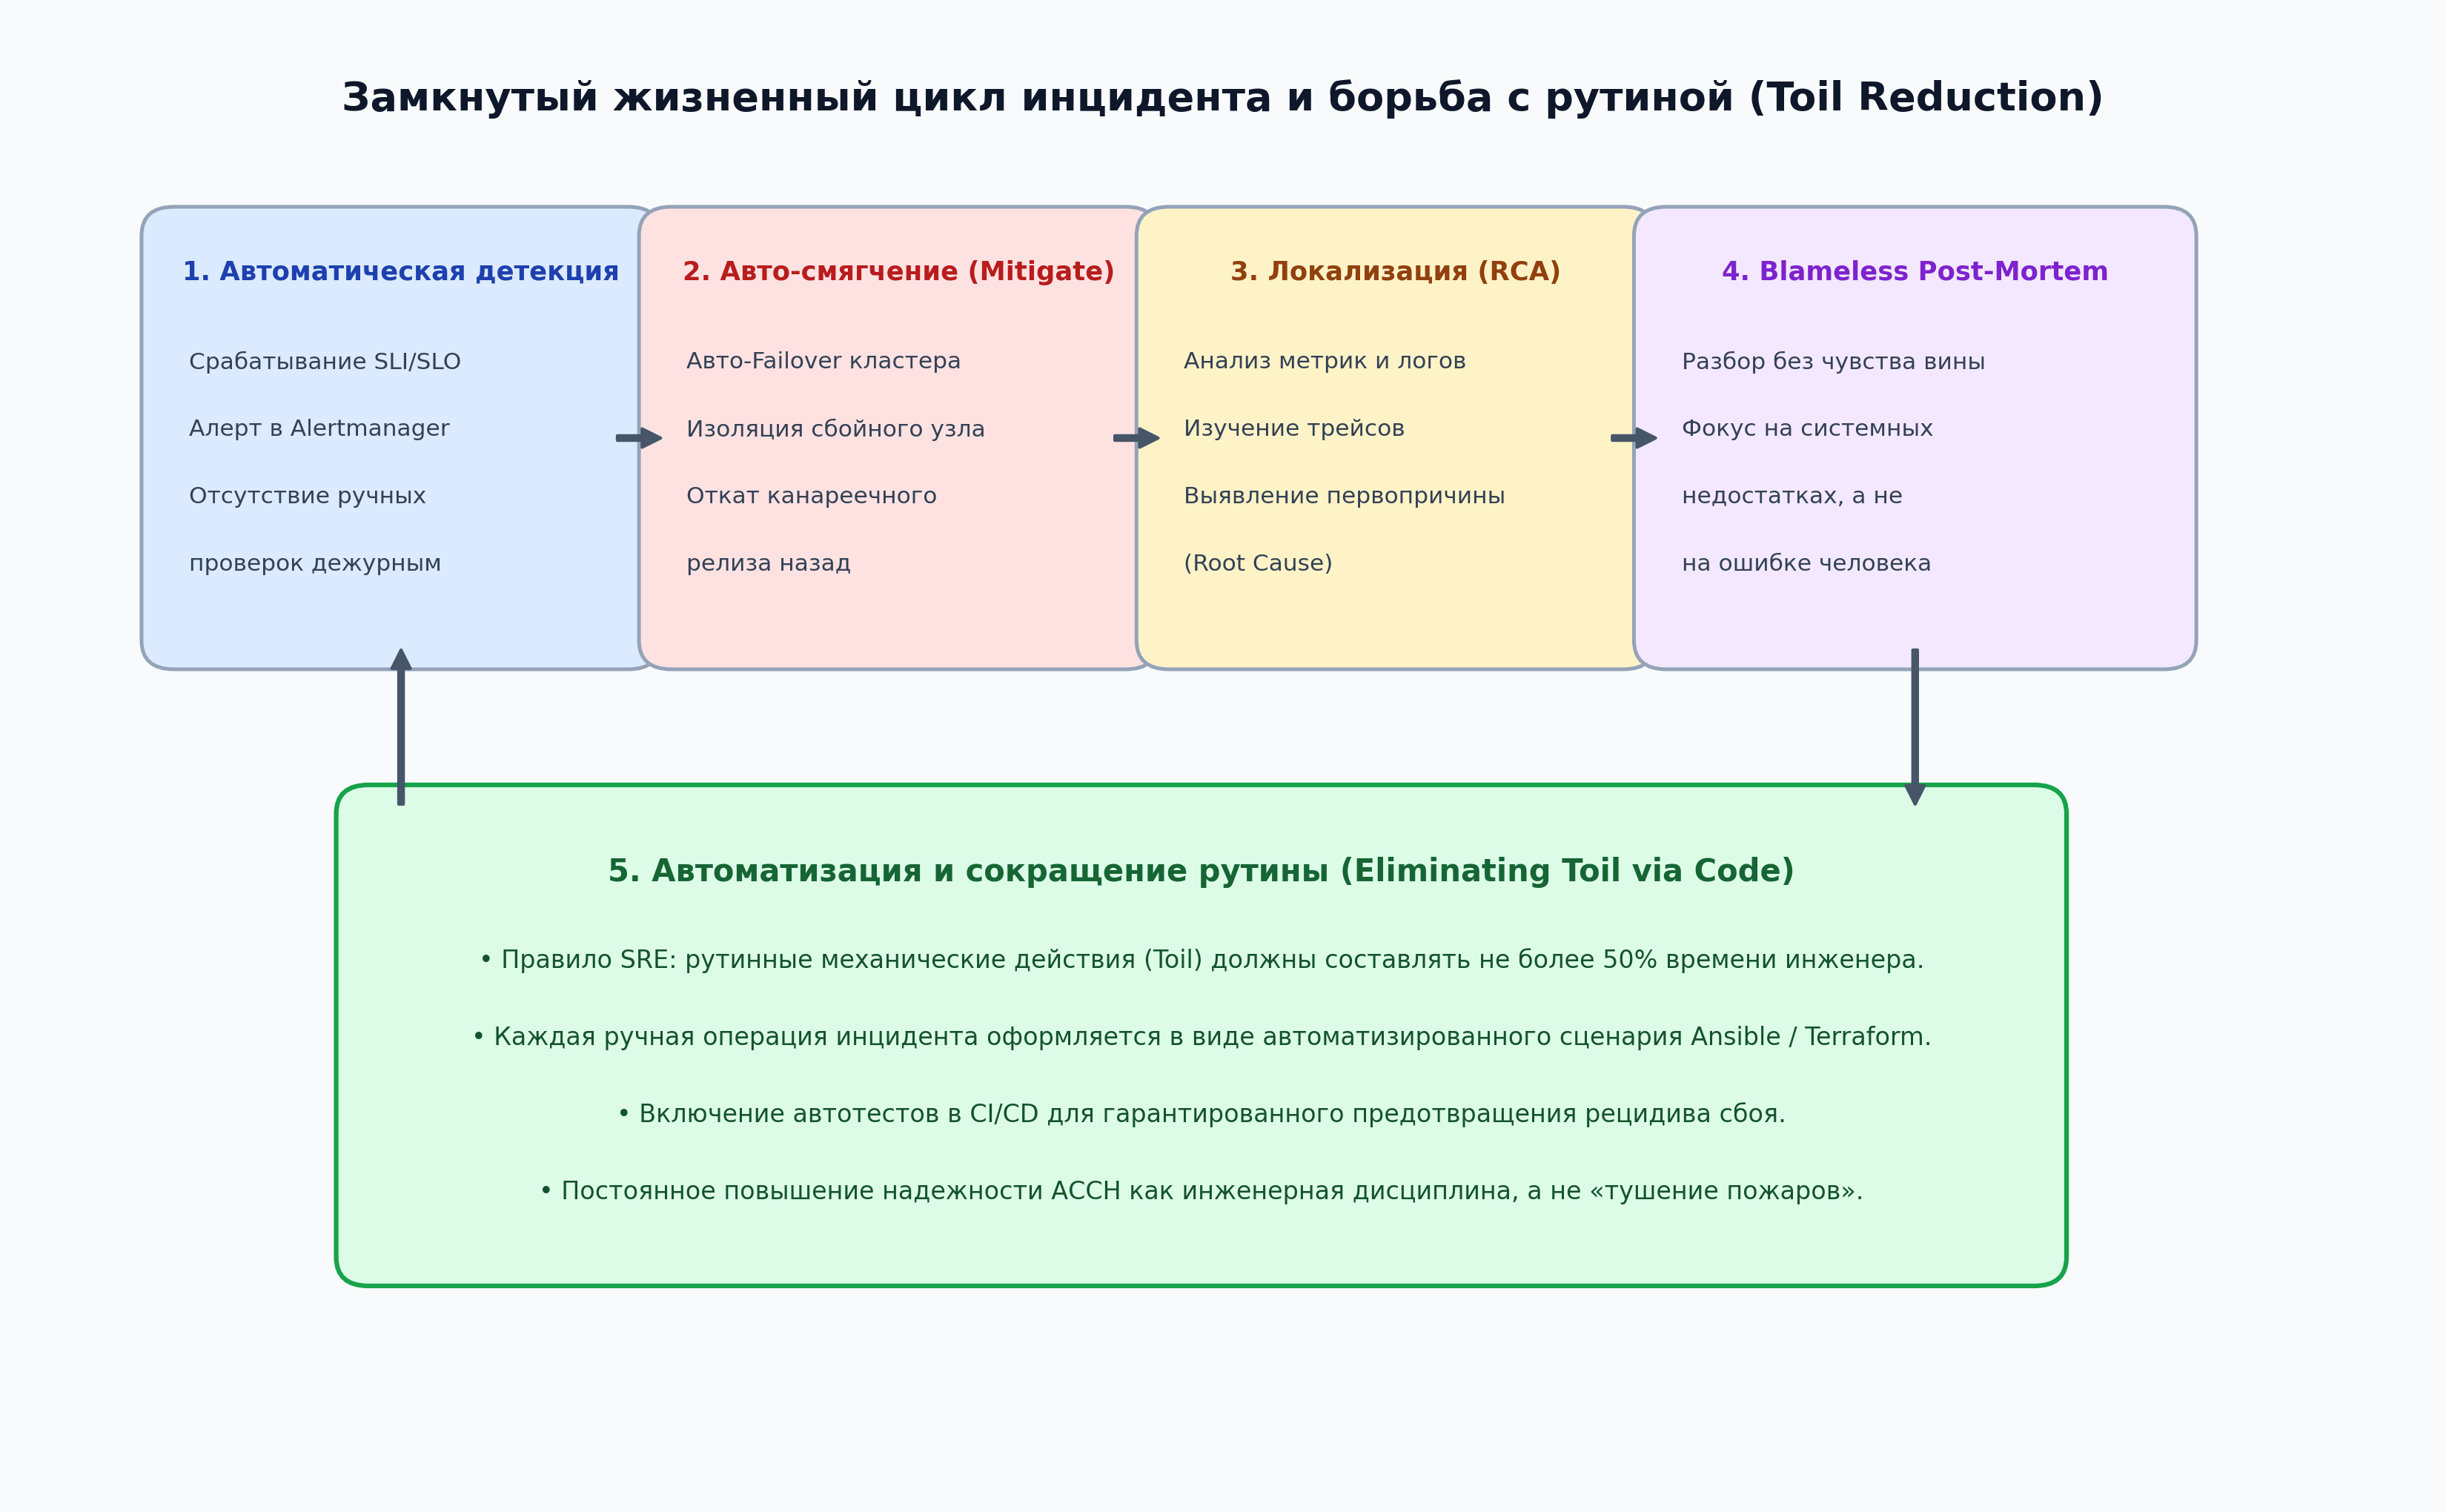 Замкнутый жизненный цикл инцидента и борьба с рутиной (Toil Reduction)
1. Автоматическая детекция
Срабатывание SLI/SLO
Алерт в Alertmanager
Отсутствие ручных
проверок дежурным
2. Авто-смягчение (Mitigate)
Авто-Failover кластера
Изоляция сбойного узла
Откат канареечного
релиза назад
3. Локализация (RCA)
Анализ метрик и логов
Изучение трейсов
Выявление первопричины
(Root Cause)
4. Blameless Post-Mortem
Разбор без чувства вины
Фокус на системных
недостатках, а не
на ошибке человека
5. Автоматизация и сокращение рутины (Eliminating Toil via Code)
• Правило SRE: рутинные механические действия (Toil) должны составлять не более 50% времени инженера.
• Каждая ручная операция инцидента оформляется в виде автоматизированного сценария Ansible / Terraform.
• Включение автотестов в CI/CD для гарантированного предотвращения рецидива сбоя.
• Постоянное повышение надежности АССН как инженерная дисциплина, а не «тушение пожаров».